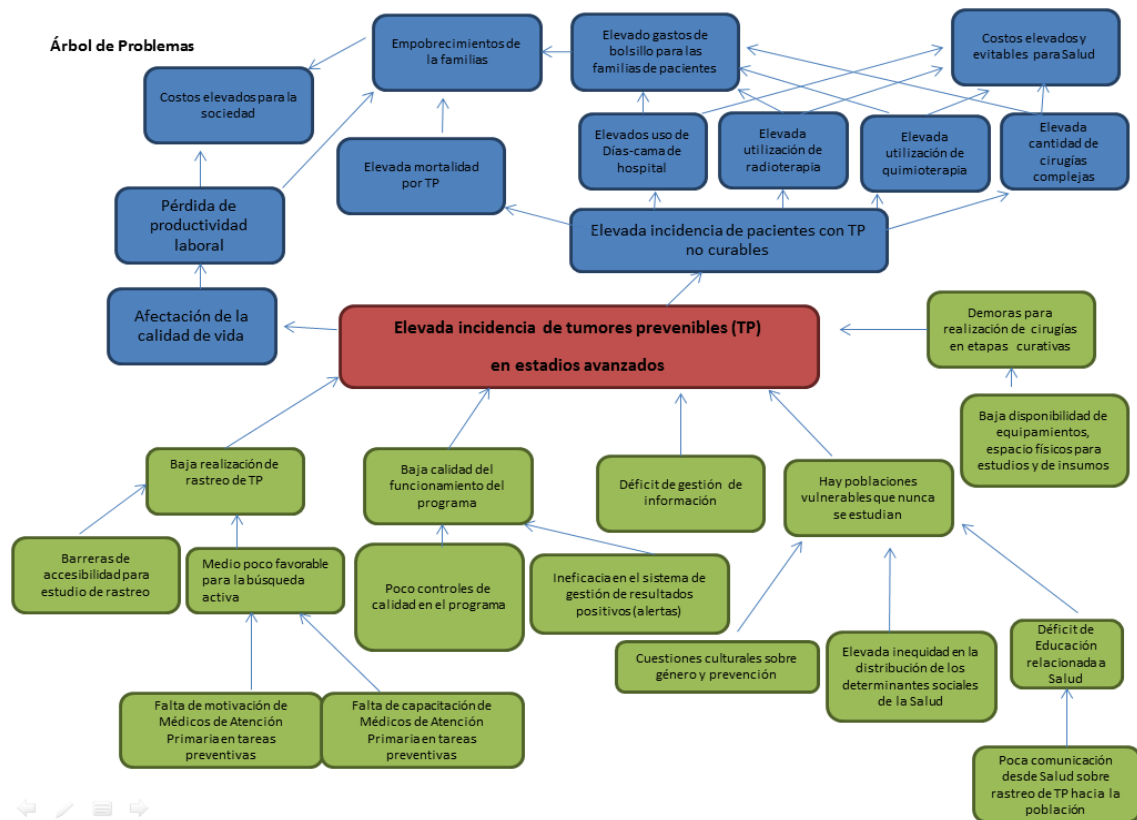 Árbol de Problemas
Empobrecimientos de
la familias
Elevado gastos de
bolsillo para las
familias de pacientes
Costos elevados y
evitables para Salud
Costos elevados para la
sociedad
Elevada mortalidad
por TP
Elevados uso de
Días-cama de
hospital
Elevada
utilización de
radioterapia
Elevada
utilización de
quimioterapia
Elevada
cantidad de
cirugías
complejas
Pérdida de
productividad
laboral
Elevada incidencia de pacientes con TP
no curables
Afectación de la
calidad de vida
Elevada incidencia de tumores prevenibles (TP)
en estadios avanzados
Demoras para
realización de cirugías
en etapas curativas
Baja disponibilidad de
equipamientos,
espacio físicos para
estudios y de insumos
Baja realización de
rastreo de TP
Baja calidad del
funcionamiento del
programa
Déficit de gestión de
información
Hay poblaciones
vulnerables que nunca
se estudian
Barreras de
accesibilidad para
estudio de rastreo
Medio poco favorable
para la búsqueda
activa
Poco controles de
calidad en el programa
Ineficacia en el sistema de
gestión de resultados
positivos (alertas)
Cuestiones culturales sobre
género y prevención
Elevada inequidad en la
distribución de los
determinantes sociales
de la Salud
Déficit de
Educación
relacionada a
Salud
Falta de motivación de
Médicos de Atención
Primaria en tareas
preventivas
Falta de capacitación de
Médicos de Atención
Primaria en tareas
preventivas
Poca comunicación
desde Salud sobre
rastreo de TP hacia la
población